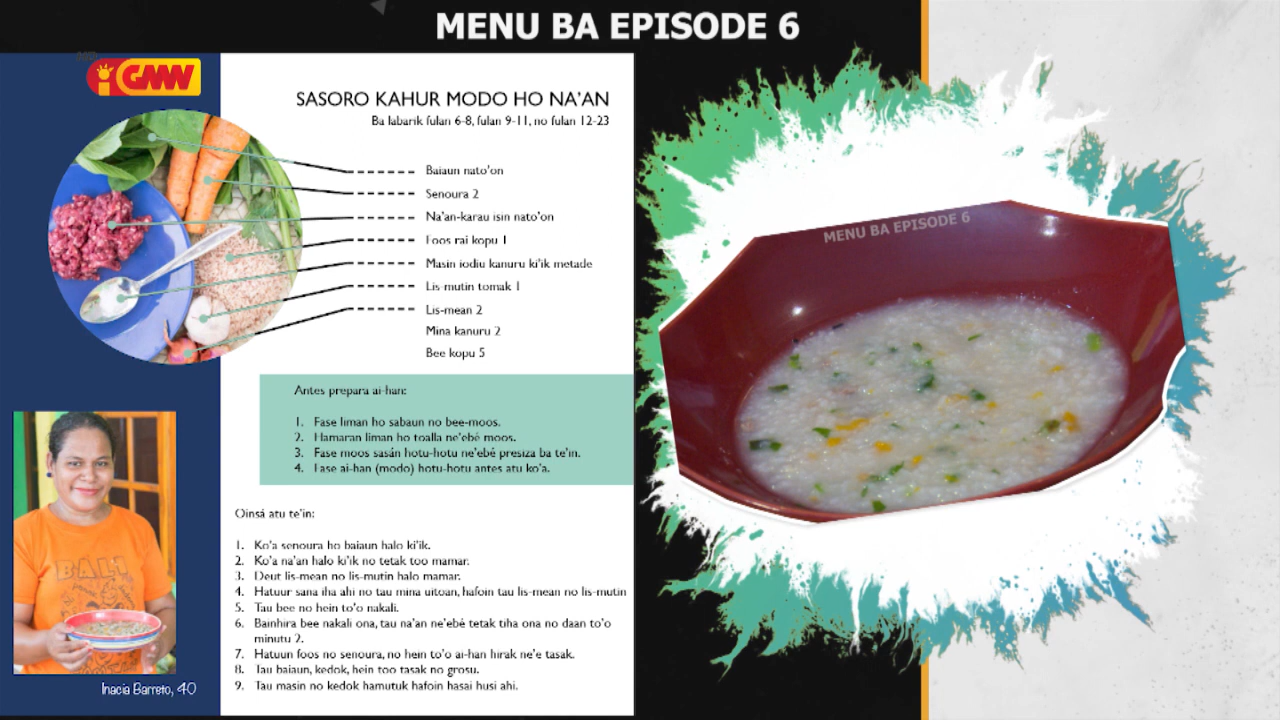 MENU BA EPISODE 6
iGMW
SASORO KAHUR MODO HO NA'AN
Ba labarik fulan 6-8, fulan 9-11, no fulan 12-23
Baiaun nato'on
Senoura 2
Na'an-karau isin nato'on
Foos rai kopu 1
Masin iodiu kanuru ki'ik metade
Lis-mutin tomak 1
Lis-mean 2
Mina kanuru 2
Bee kopu 5
Antes prepara ai-han:
1. Fase liman ho sabaun no bee-moos.
2. Hamaran liman ho toalla ne'ebé moos.
3. Fase moos sasán hotu-hotu ne'ebé presiza ba te'in.
4. Fase ai-han (modo) hotu-hotu antes atu ko'a.
Oinsá atu te'in:
1. Ko'a senoura ho baiaun halo ki'ik.
2. Ko'a na'an halo ki'ik no tetak too mamar.
3. Deut lis-mean no lis-mutin halo mamar.
4. Hatuur sana iha ahi no tau mina uitoan, hafoin tau lis-mean no lis-mutin
5. Tau bee no hein to'o nakali.
6. Bainhira bee nakali ona, tau na'an ne'ebé tetak tiha ona no daan to'o
minutu 2.
7. Hatuun foos no senoura, no hein to'o ai-han hirak ne'e tasak.
8. Tau baiaun, kedok, hein too tasak no grosu.
9. Tau masin no kedok hamutuk hafoin hasai husi ahi.
BALI
Inacia Barreto, 40
MENU BA EPISODE 6